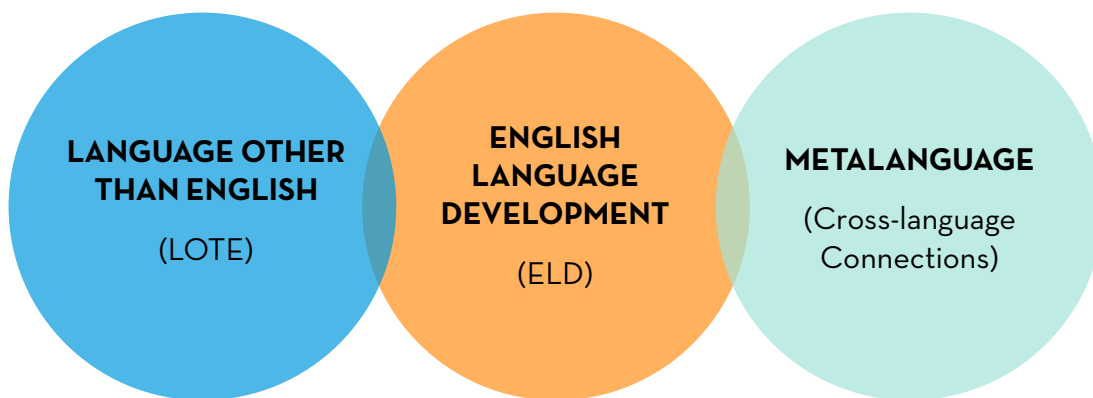 LANGUAGE OTHER
THAN ENGLISH
(LOTE)
ENGLISH
LANGUAGE
DEVELOPMENT
(ELD)
METALANGUAGE
(Cross-language
Connections)